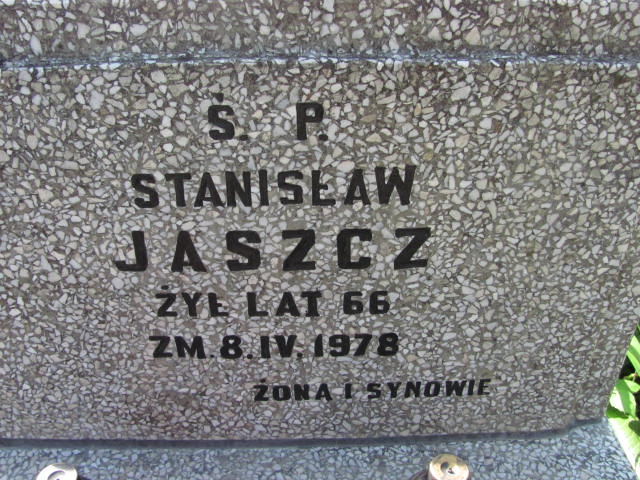 Ś. P.
STANISŁAW
JASZCZ
ŻYŁ LAT 66
ZM. 8. IV. 1978
ŻONA I SYNOWIE